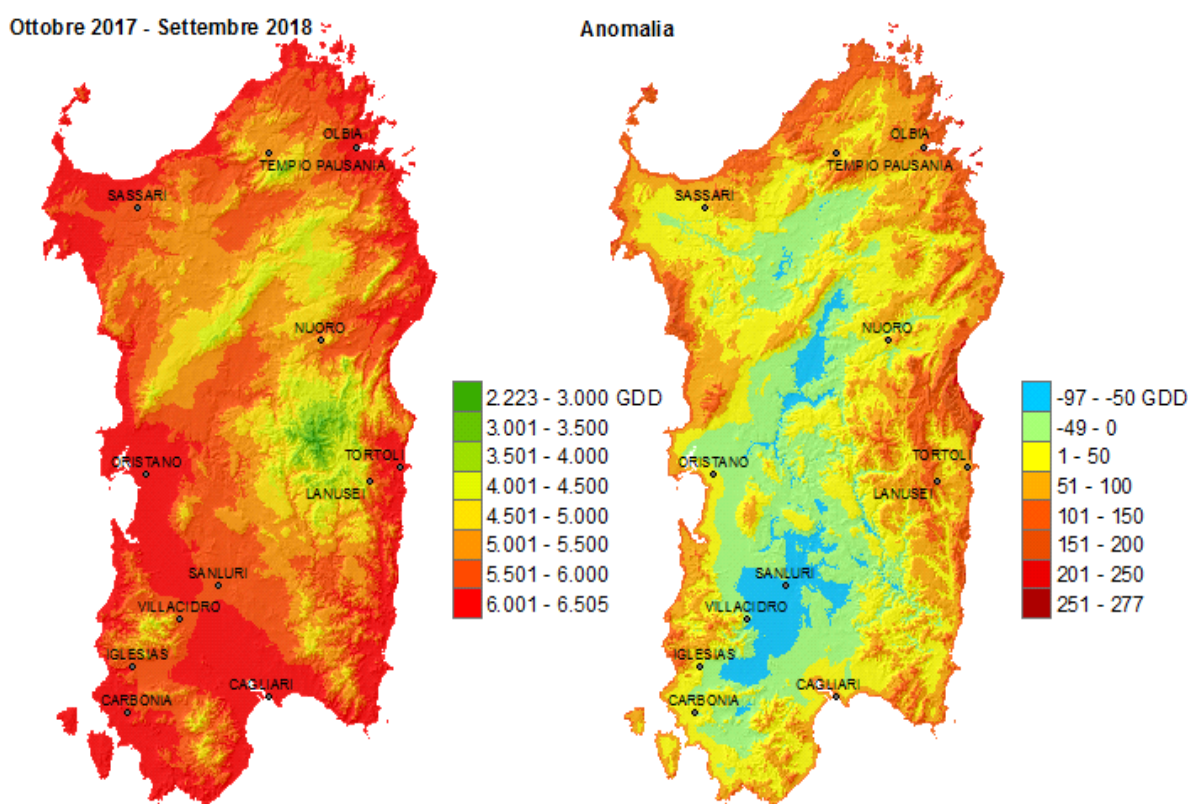 Ottobre 2017 - Settembre 2018
OLBIA
TEMPIO PAUSANIA
SASSARI
NUORO
ORISTANO
TORTOLI
LANUSEI
SANLURI
VILLACIDRO
IGLESIAS
CAGLIARI
CARBONIA
2.223 - 3.000 GDD
3.001 - 3.500
3.501 - 4.000
4.001 - 4.500
4.501 - 5.000
5.001 - 5.500
5.501 - 6.000
6.001 - 6.505
Anomalia
OLBIA
TEMPIO PAUSANIA
SASSARI
NUORO
ORISTANO
TORTOLI
LANUSEI
SANLURI
VILLACIDRO
IGLESIAS
CAGLIARI
CARBONIA
-97 - -50 GDD
-49 - 0
1 - 50
51 - 100
101 - 150
151 - 200
201 - 250
251 - 277